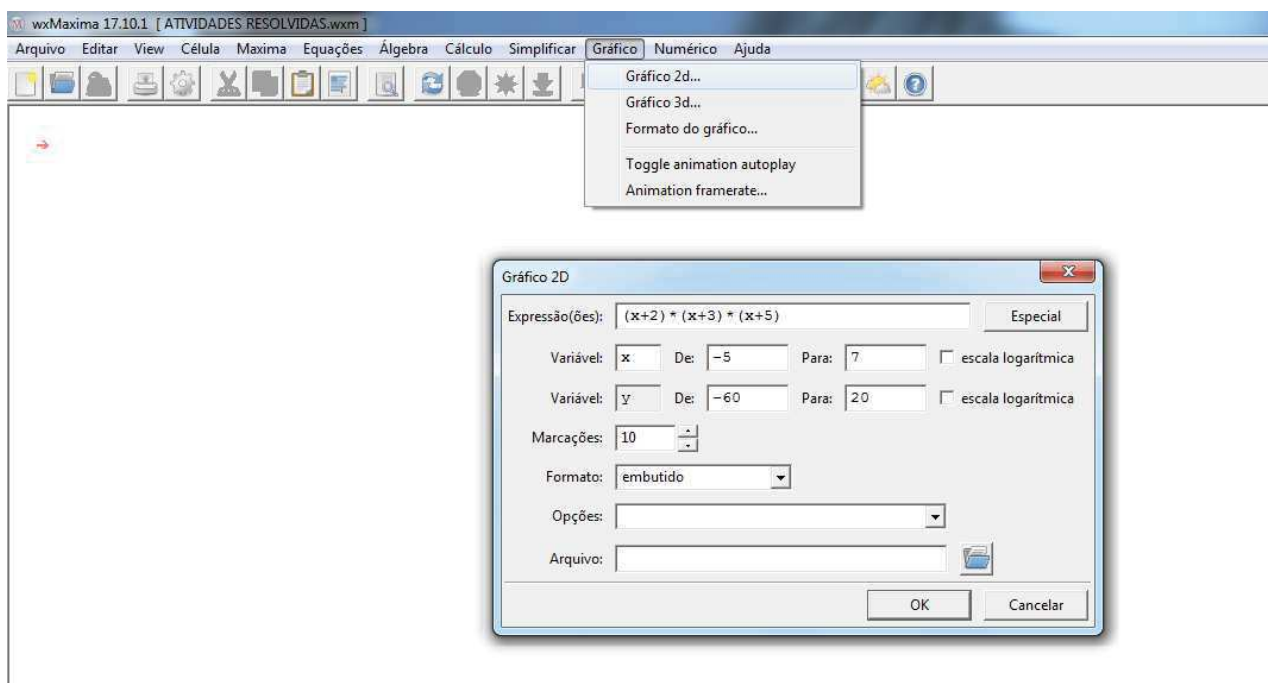 wxMaxima 17.10.1 [ ATIVIDADES RESOLVIDAS.wxm ]
Arquivo Editar View Célula Maxima Equações Álgebra Cálculo Simplificar Gráfico Numérico Ajuda
Gráfico 2d...
Gráfico 3d...
Formato do gráfico...
Toggle animation autoplay
Animation framerate...
Gráfico 2D
Expressão(ões): (x+2)*(x+3)*(x+5) Especial
Variável: x De: -5 Para: 7 escala logarítmica
Variável: y De: -60 Para: 20 escala logarítmica
Marcações: 10
Formato: embutido
Opções:
Arquivo:
OK Cancelar